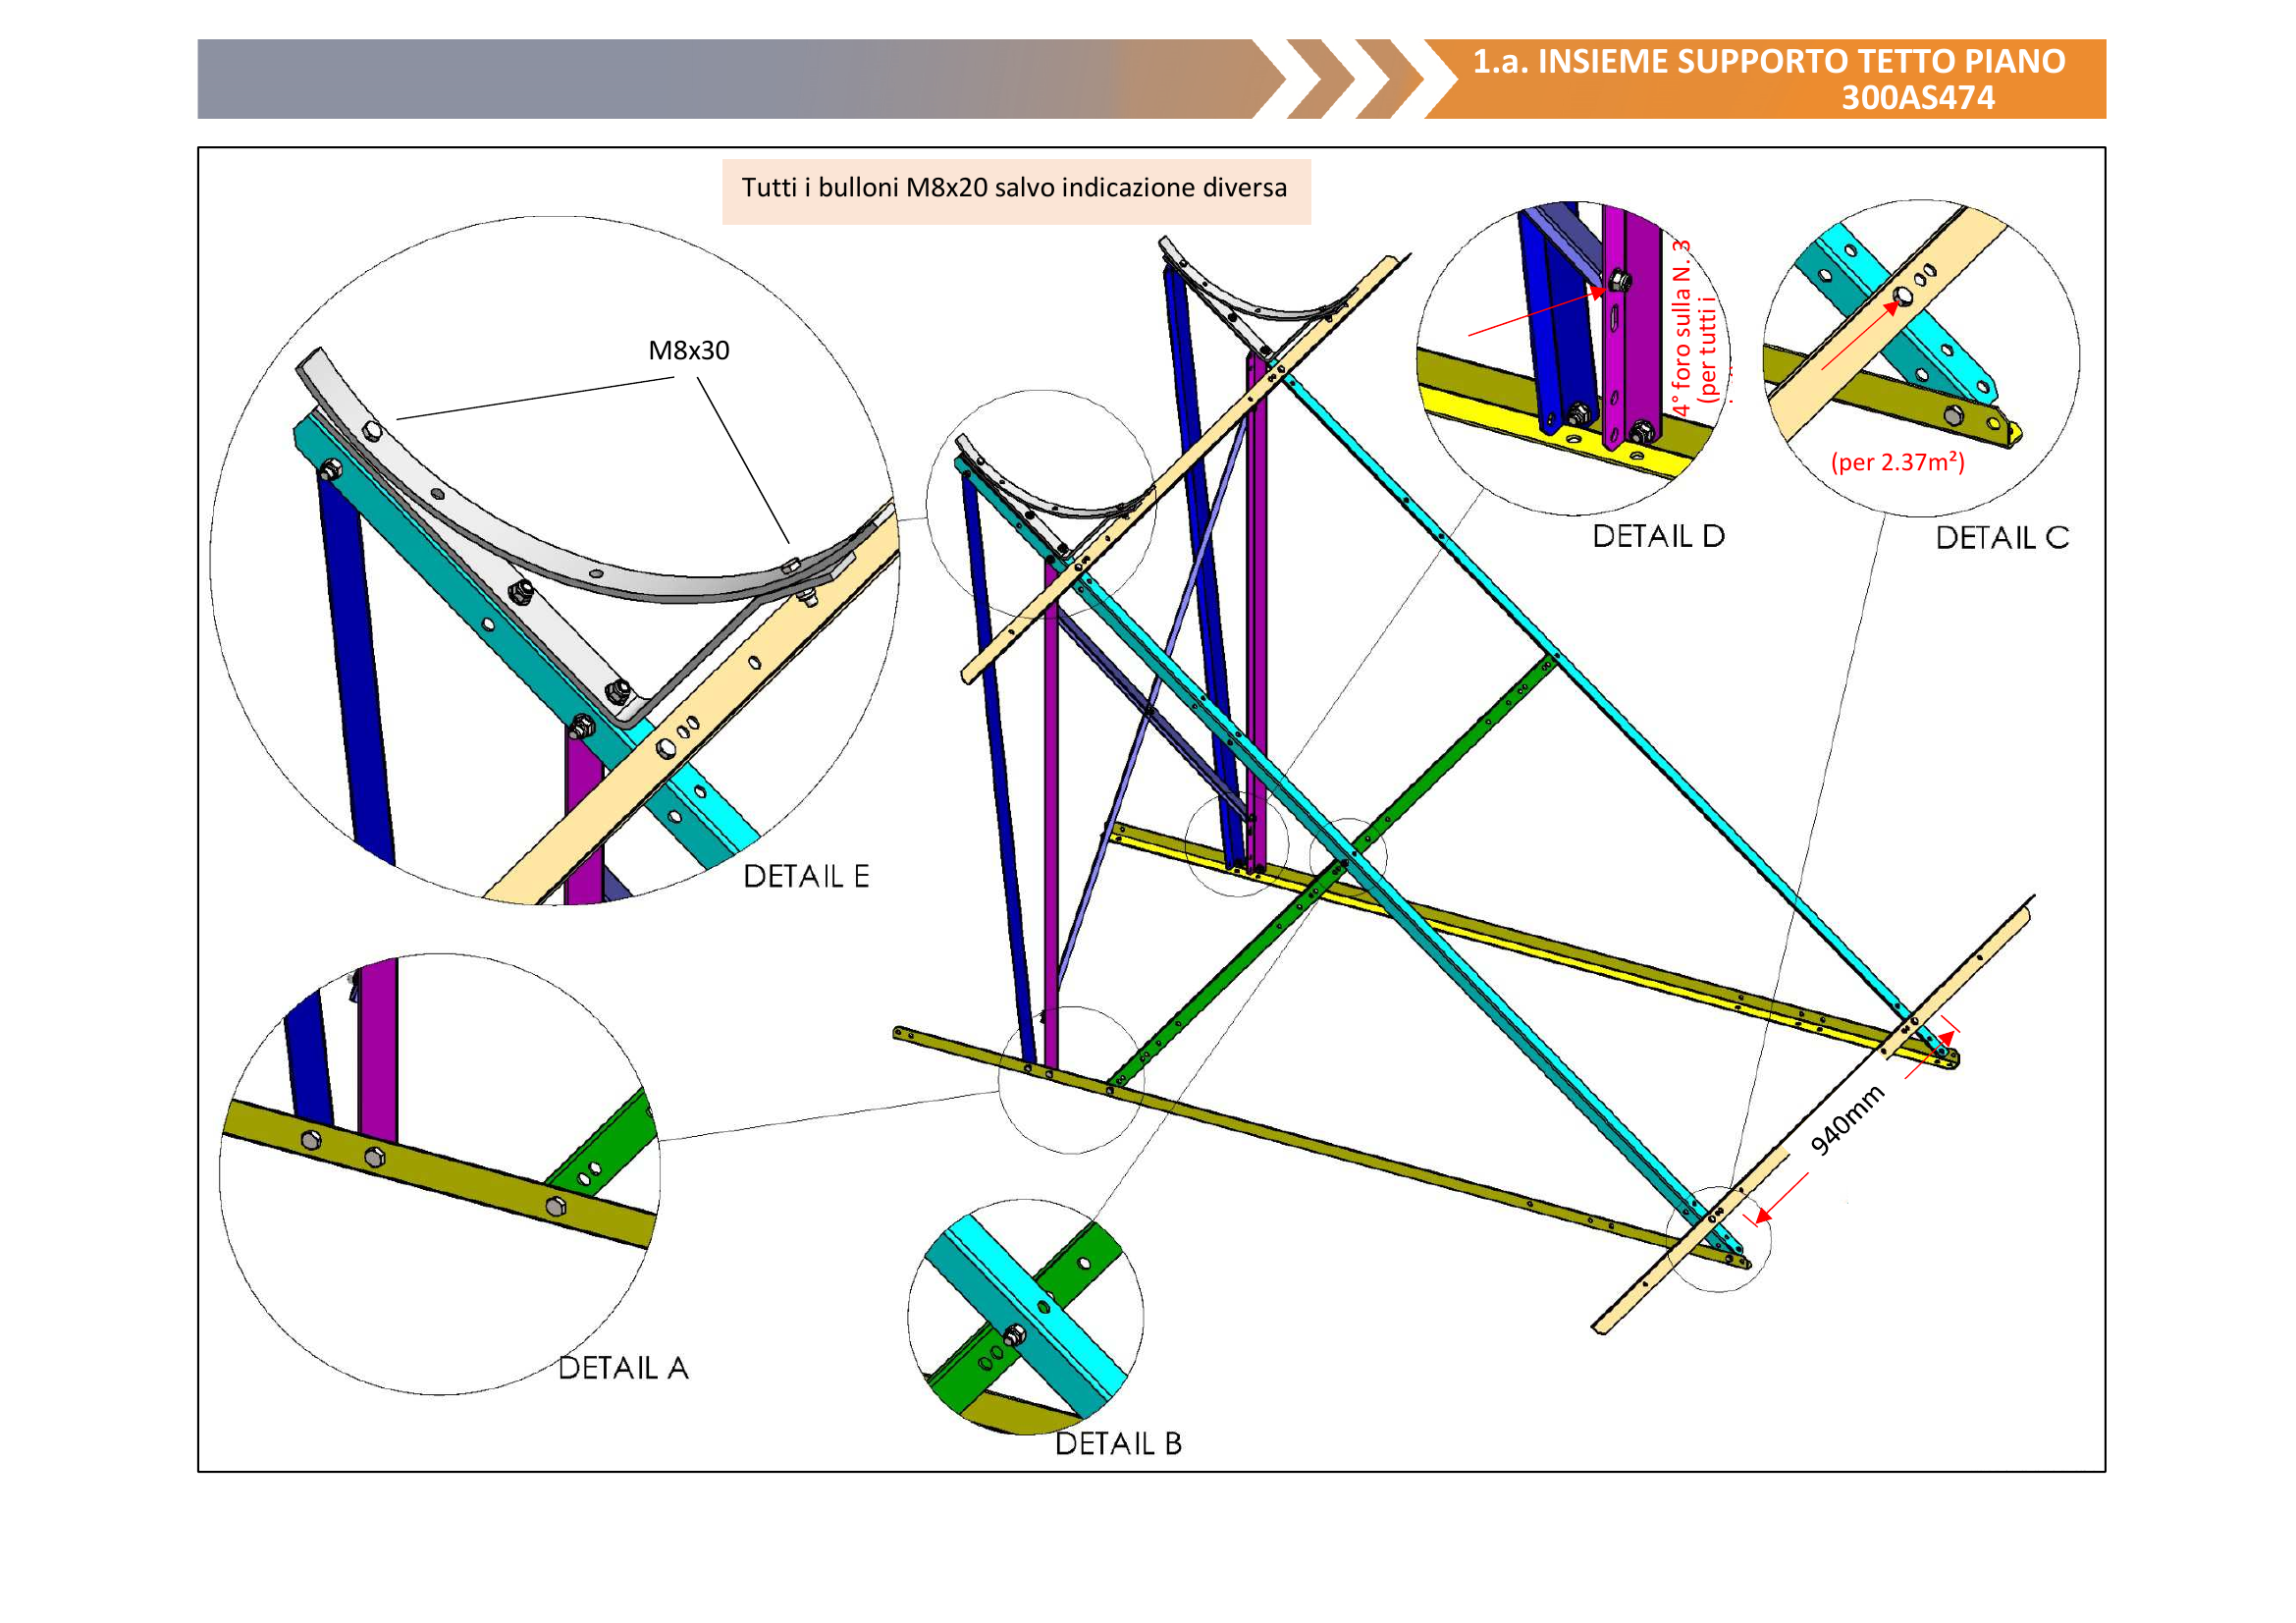 1.a. INSIEME SUPPORTO TETTO PIANO
300AS474
Tutti i bulloni M8x20 salvo indicazione diversa
M8x30
DETAIL E
4° foro sulla N. 3
(per tutti i
DETAIL D
(per 2.37m²)
DETAIL C
940mm
DETAIL A
DETAIL B